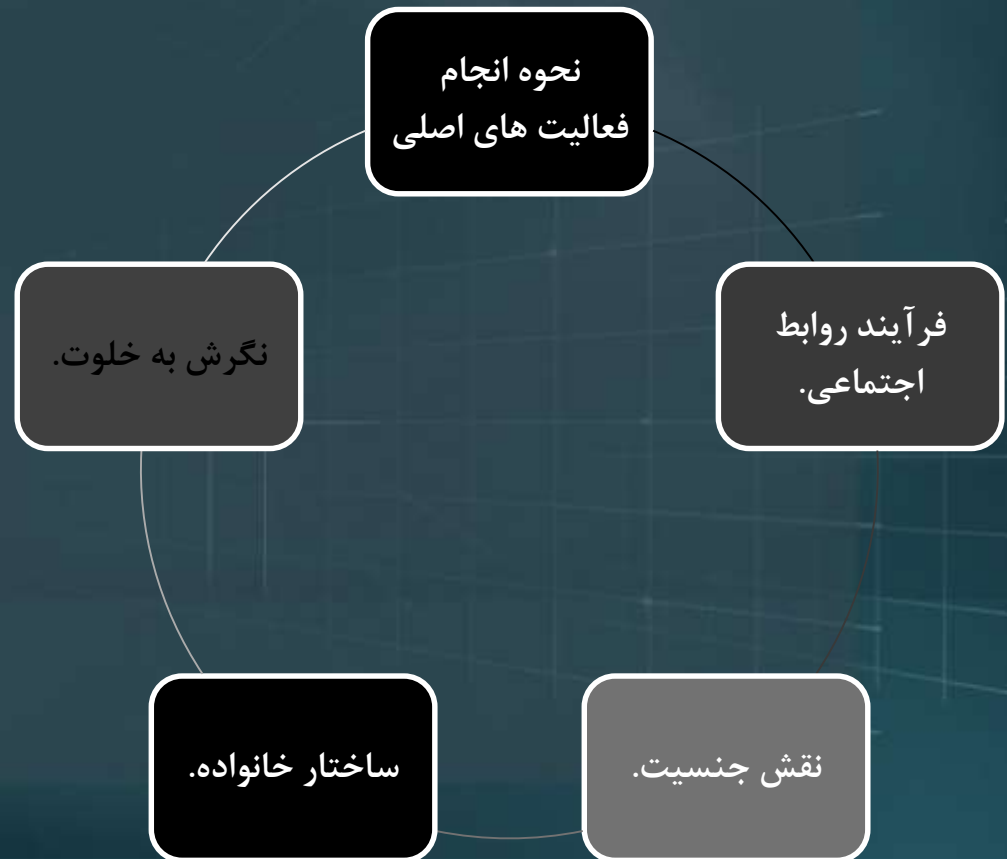 نحوه انجام
فعالیت های اصلی
فرآیند روابط
اجتماعی.
نقش جنسیت.
ساختار خانواده.
نگرش به خلوت.